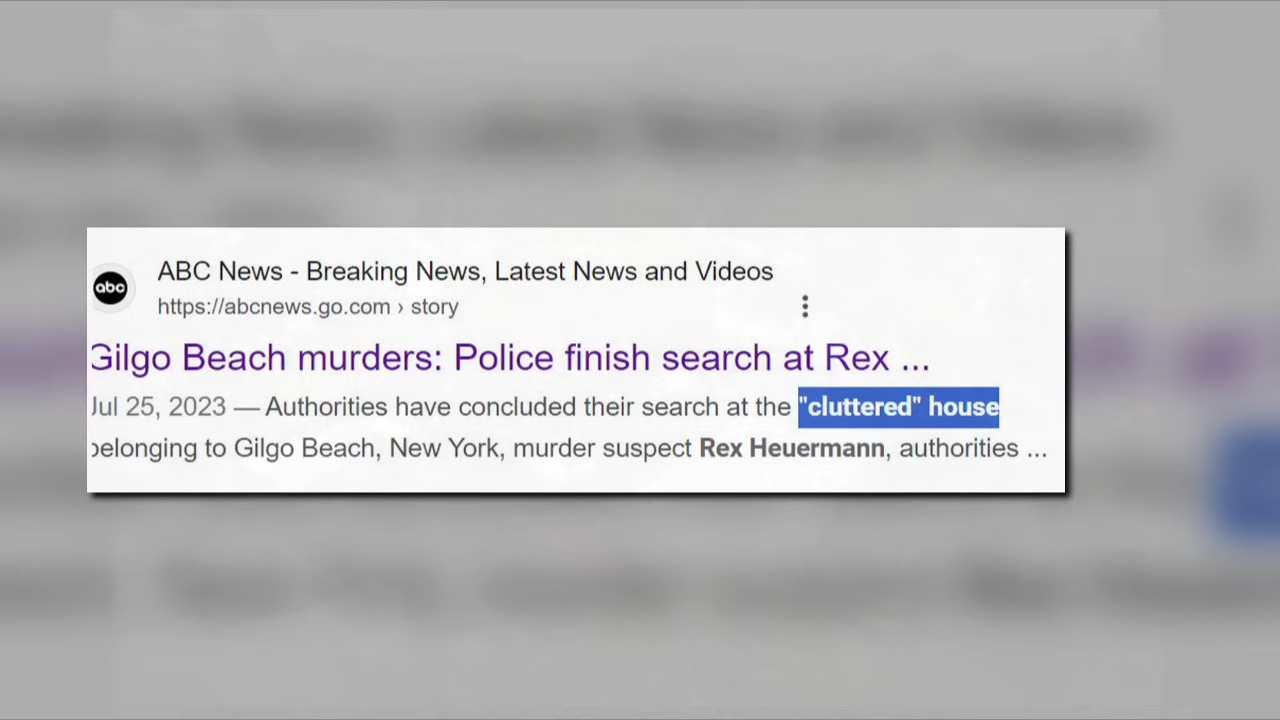 abc
ABC News - Breaking News, Latest News and Videos
https://abcnews.go.com › story
Gilgo Beach murders: Police finish search at Rex ...
Jul 25, 2023 — Authorities have concluded their search at the "cluttered" house
belonging to Gilgo Beach, New York, murder suspect Rex Heuermann, authorities ...